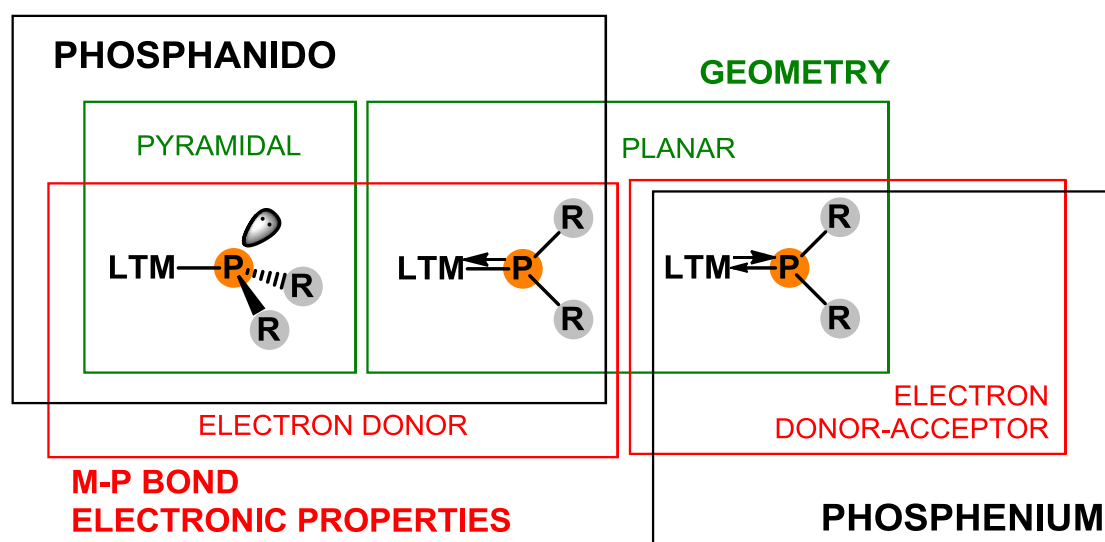 PHOSPHANIDO
GEOMETRY
PYRAMIDAL
PLANAR
LTM P R R
LTM P R R
LTM P R R
ELECTRON DONOR
ELECTRON
DONOR-ACCEPTOR
M-P BOND
ELECTRONIC PROPERTIES
PHOSPHENIUM